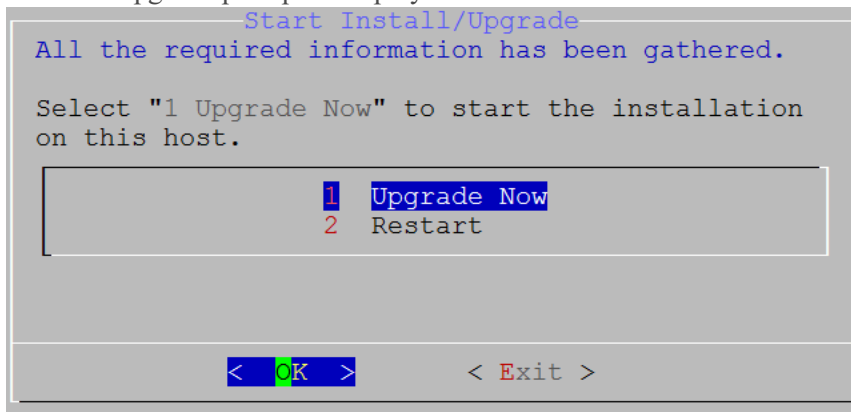 Start Install/Upgrade
All the required information has been gathered.
Select "1 Upgrade Now" to start the installation
on this host.
1 Upgrade Now
2 Restart
< OK > < Exit >